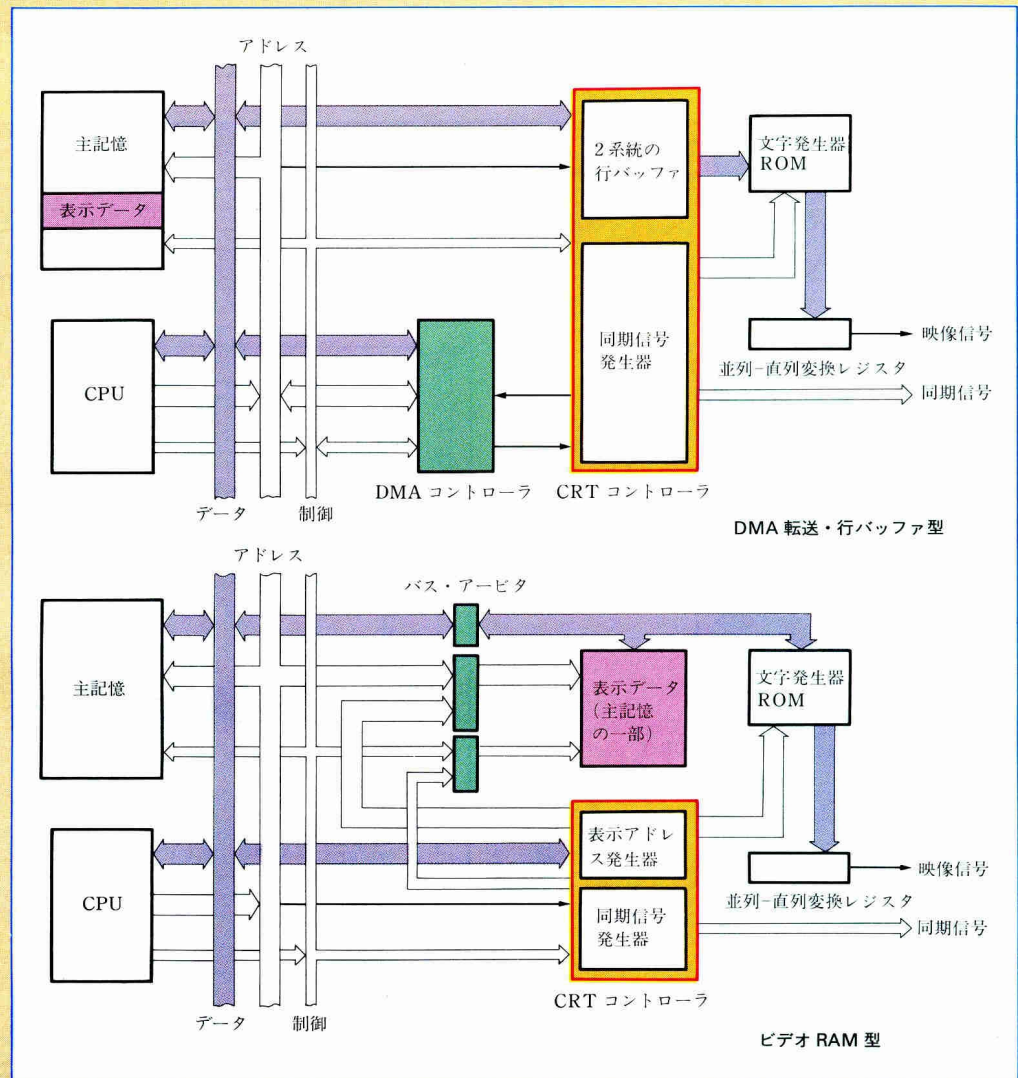 アドレス
主記憶
表示データ
CPU
2系統の
行バッファ
同期信号
発生器
文字発生器
ROM
映像信号
並列-直列変換レジスタ
同期信号
DMA コントローラ
CRT コントローラ
データ
制御
DMA 転送・行バッファ型
アドレス
バス・アービタ
主記憶
表示データ
(主記憶
の一部)
文字発生器
ROM
CPU
表示アドレ
ス発生器
同期信号
発生器
映像信号
並列-直列変換レジスタ
同期信号
CRT コントローラ
データ
制御
ビデオ RAM 型